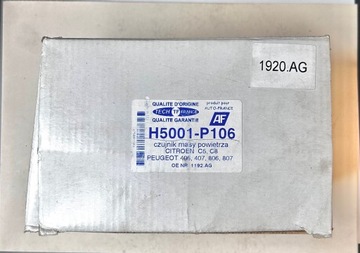 1920.AG
QUALITE D'ORIGINE
produit pour
AUTO-FRANCE
TECH
AF
QUALITE GARANTIE
H5001-P106
czujnik masy powietrza
CITROEN C5, C8
PEUGEOT 406, 407, 806, 807
OE NR 1192.AG